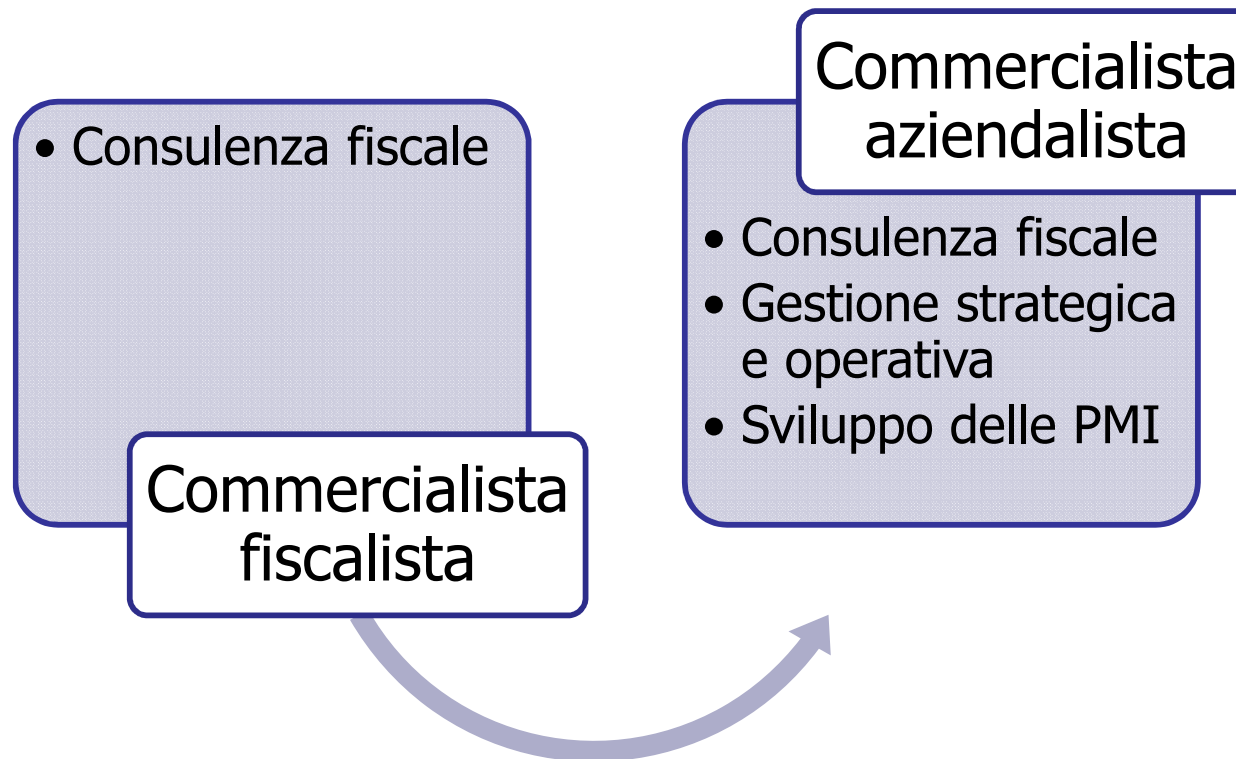 • Consulenza fiscale
Commercialista
fiscalista
Commercialista
aziendalista
• Consulenza fiscale
• Gestione strategica
e operativa
• Sviluppo delle PMI